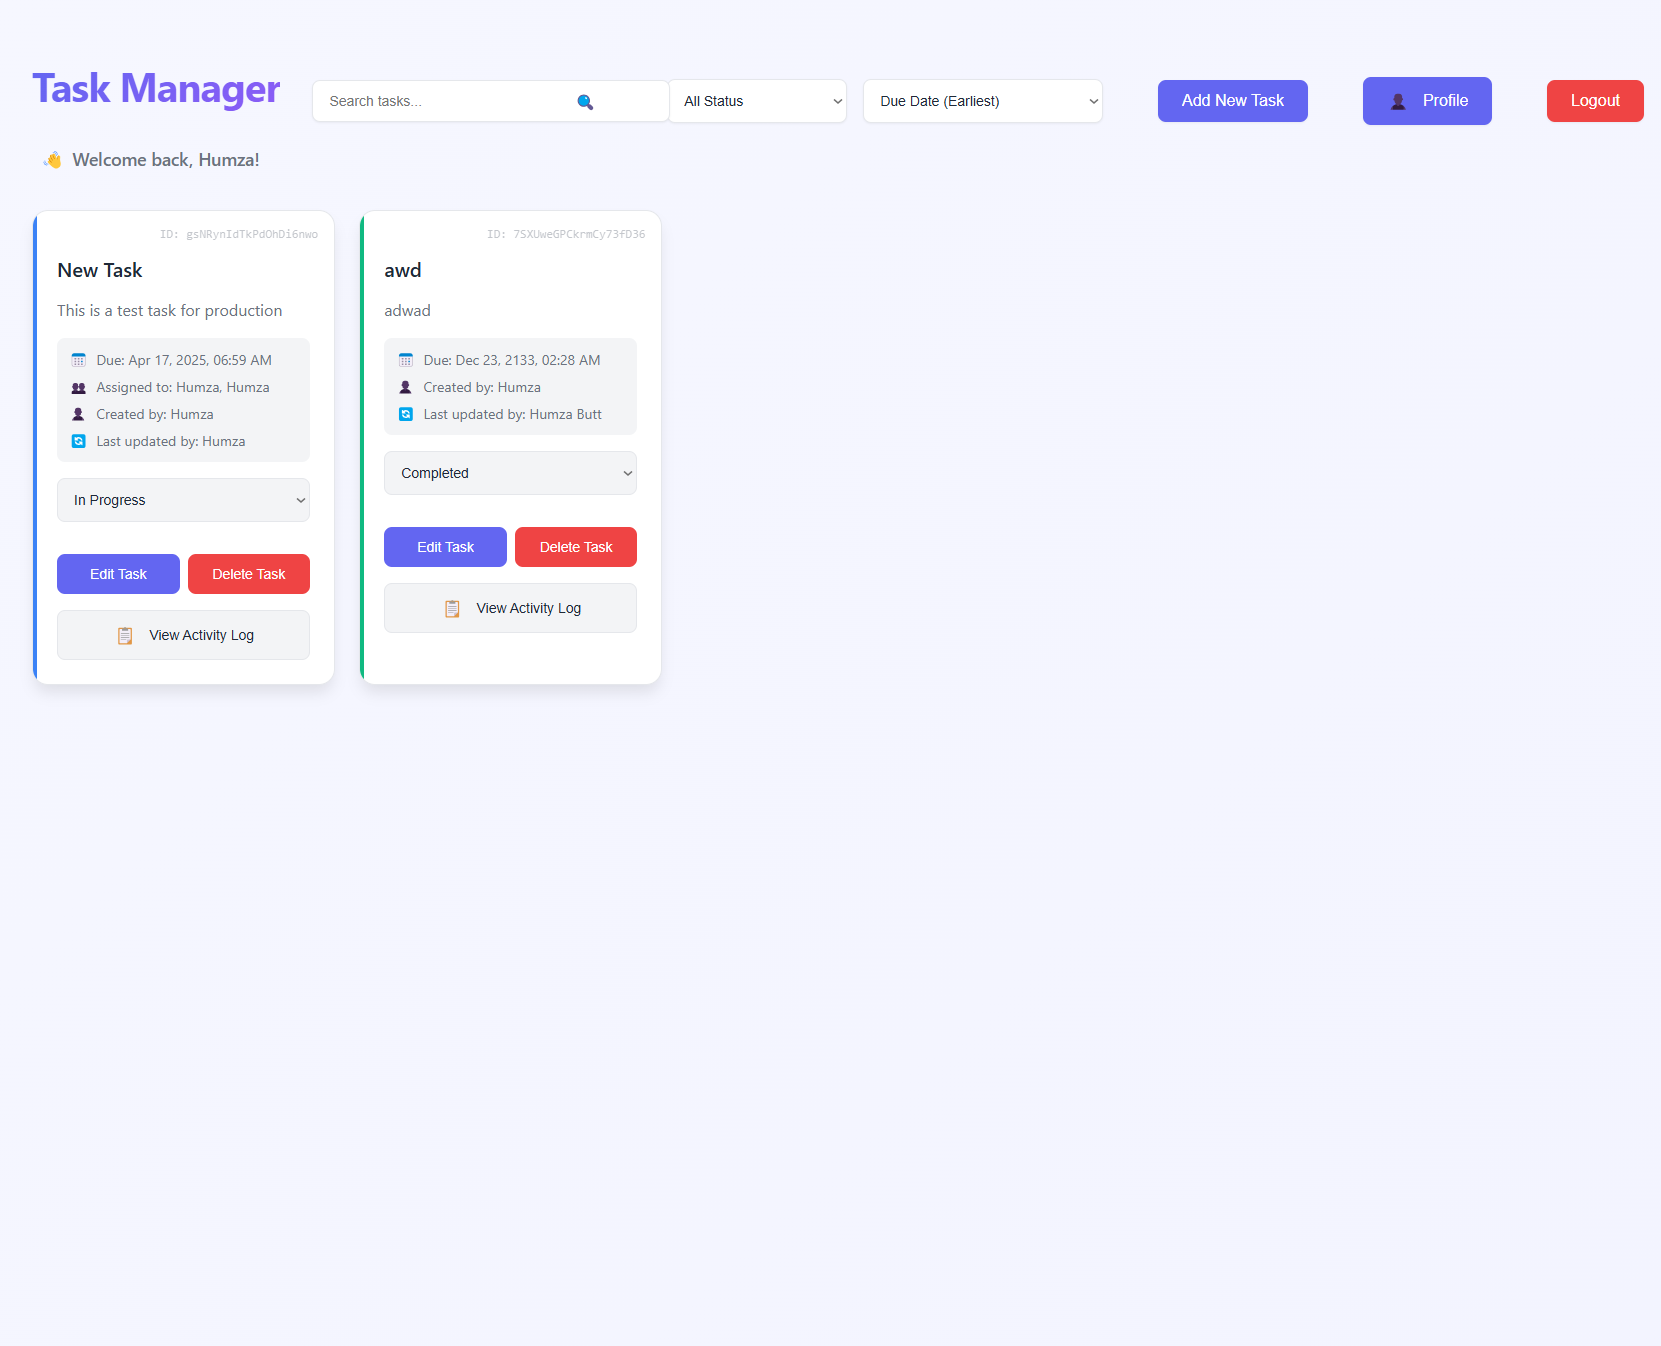 Task Manager
Search tasks...
All Status
Due Date (Earliest)
Add New Task
Profile
Logout
Welcome back, Humza!
ID: gsNRynIdTkPdOhDi6nwo
New Task
This is a test task for production
Due: Apr 17, 2025, 06:59 AM
Assigned to: Humza, Humza
Created by: Humza
Last updated by: Humza
In Progress
Edit Task
Delete Task
View Activity Log
ID: 7SXUweGPCkrmCy73fD36
awd
adwad
Due: Dec 23, 2133, 02:28 AM
Created by: Humza
Last updated by: Humza Butt
Completed
Edit Task
Delete Task
View Activity Log